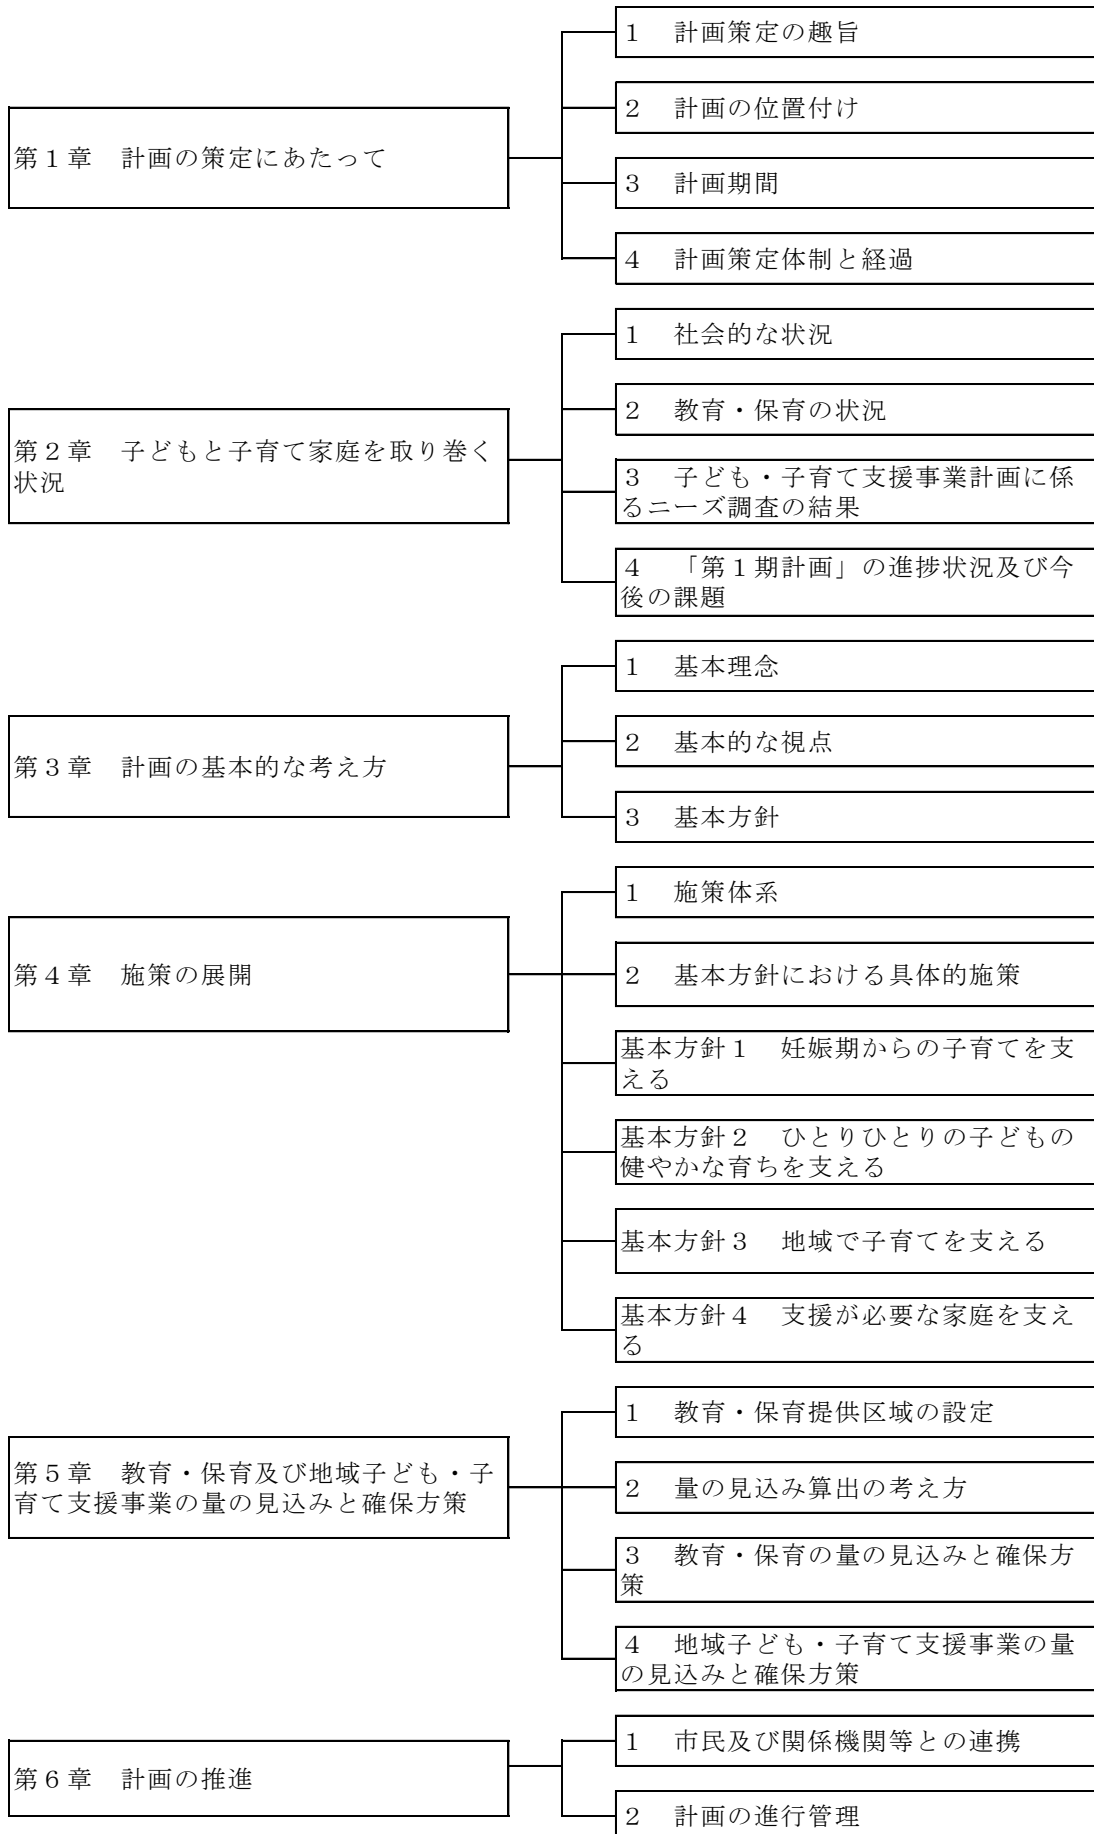 第１章　計画の策定にあたって
１　計画策定の趣旨
２　計画の位置付け
３　計画期間
４　計画策定体制と経過
第２章　子どもと子育て家庭を取り巻く
状況
１　社会的な状況
２　教育・保育の状況
３　子ども・子育て支援事業計画に係
るニーズ調査の結果
４　「第１期計画」の進捗状況及び今
後の課題
第３章　計画の基本的な考え方
１　基本理念
２　基本的な視点
３　基本方針
第４章　施策の展開
１　施策体系
２　基本方針における具体的施策
基本方針１　妊娠期からの子育てを支
える
基本方針２　ひとりひとりの子どもの
健やかな育ちを支える
基本方針３　地域で子育てを支える
基本方針４　支援が必要な家庭を支え
る
第５章　教育・保育及び地域子ども・子
育て支援事業の量の見込みと確保方策
１　教育・保育提供区域の設定
２　量の見込み算出の考え方
３　教育・保育の量の見込みと確保方
策
４　地域子ども・子育て支援事業の量
の見込みと確保方策
第６章　計画の推進
１　市民及び関係機関等との連携
２　計画の進行管理